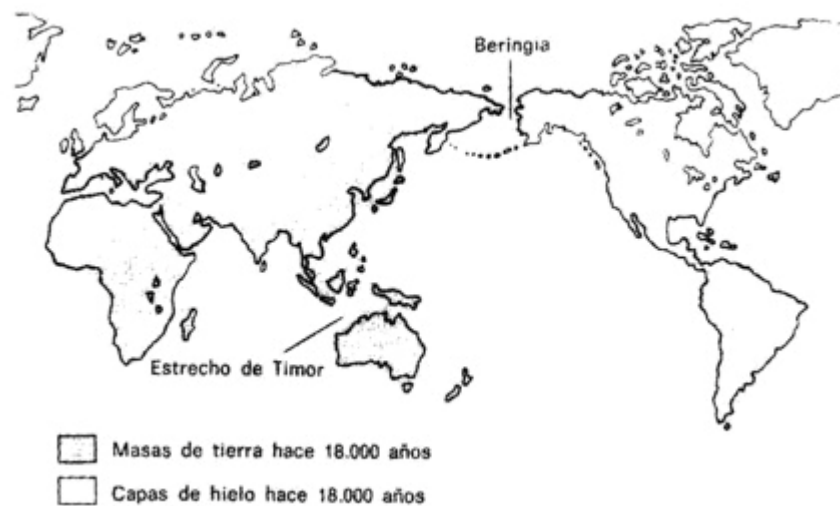 Beringia
Estrecho de Timor
Masas de tierra hace 18.000 años
Capas de hielo hace 18.000 años